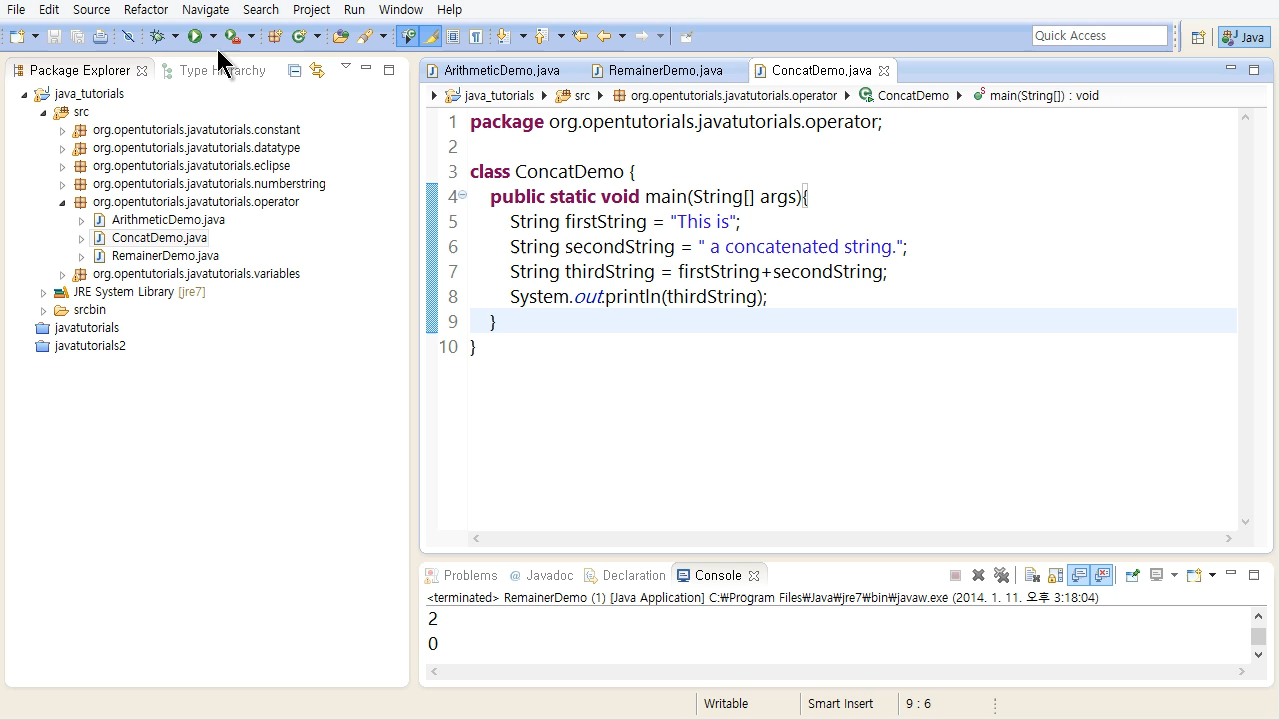 File Edit Source Refactor Navigate Search Project Run Window Help
Quick Access
Java
Package Explorer
Type Hierarchy
java_tutorials
src
org.opentutorials.javatutorials.constant
org.opentutorials.javatutorials.datatype
org.opentutorials.javatutorials.eclipse
org.opentutorials.javatutorials.numberstring
org.opentutorials.javatutorials.operator
ArithmeticDemo.java
ConcatDemo.java
RemainerDemo.java
org.opentutorials.javatutorials.variables
JRE System Library [jre7]
srcbin
javatutorials
javatutorials2
ArithmeticDemo.java RemainerDemo.java ConcatDemo.java
java_tutorials src org.opentutorials.javatutorials.operator ConcatDemo main(String[]) : void
1 package org.opentutorials.javatutorials.operator;
2
3 class ConcatDemo {
4 public static void main(String[] args){
5 String firstString = "This is";
6 String secondString = " a concatenated string.";
7 String thirdString = firstString+secondString;
8 System.out.println(thirdString);
9 }
10 }
Problems @ Javadoc Declaration Console
<terminated> RemainerDemo (1) [Java Application] C:₩Program Files₩Java₩jre7₩bin₩javaw.exe (2014. 1. 11. 오후 3:18:04)
2
0
Writable Smart Insert 9 : 6